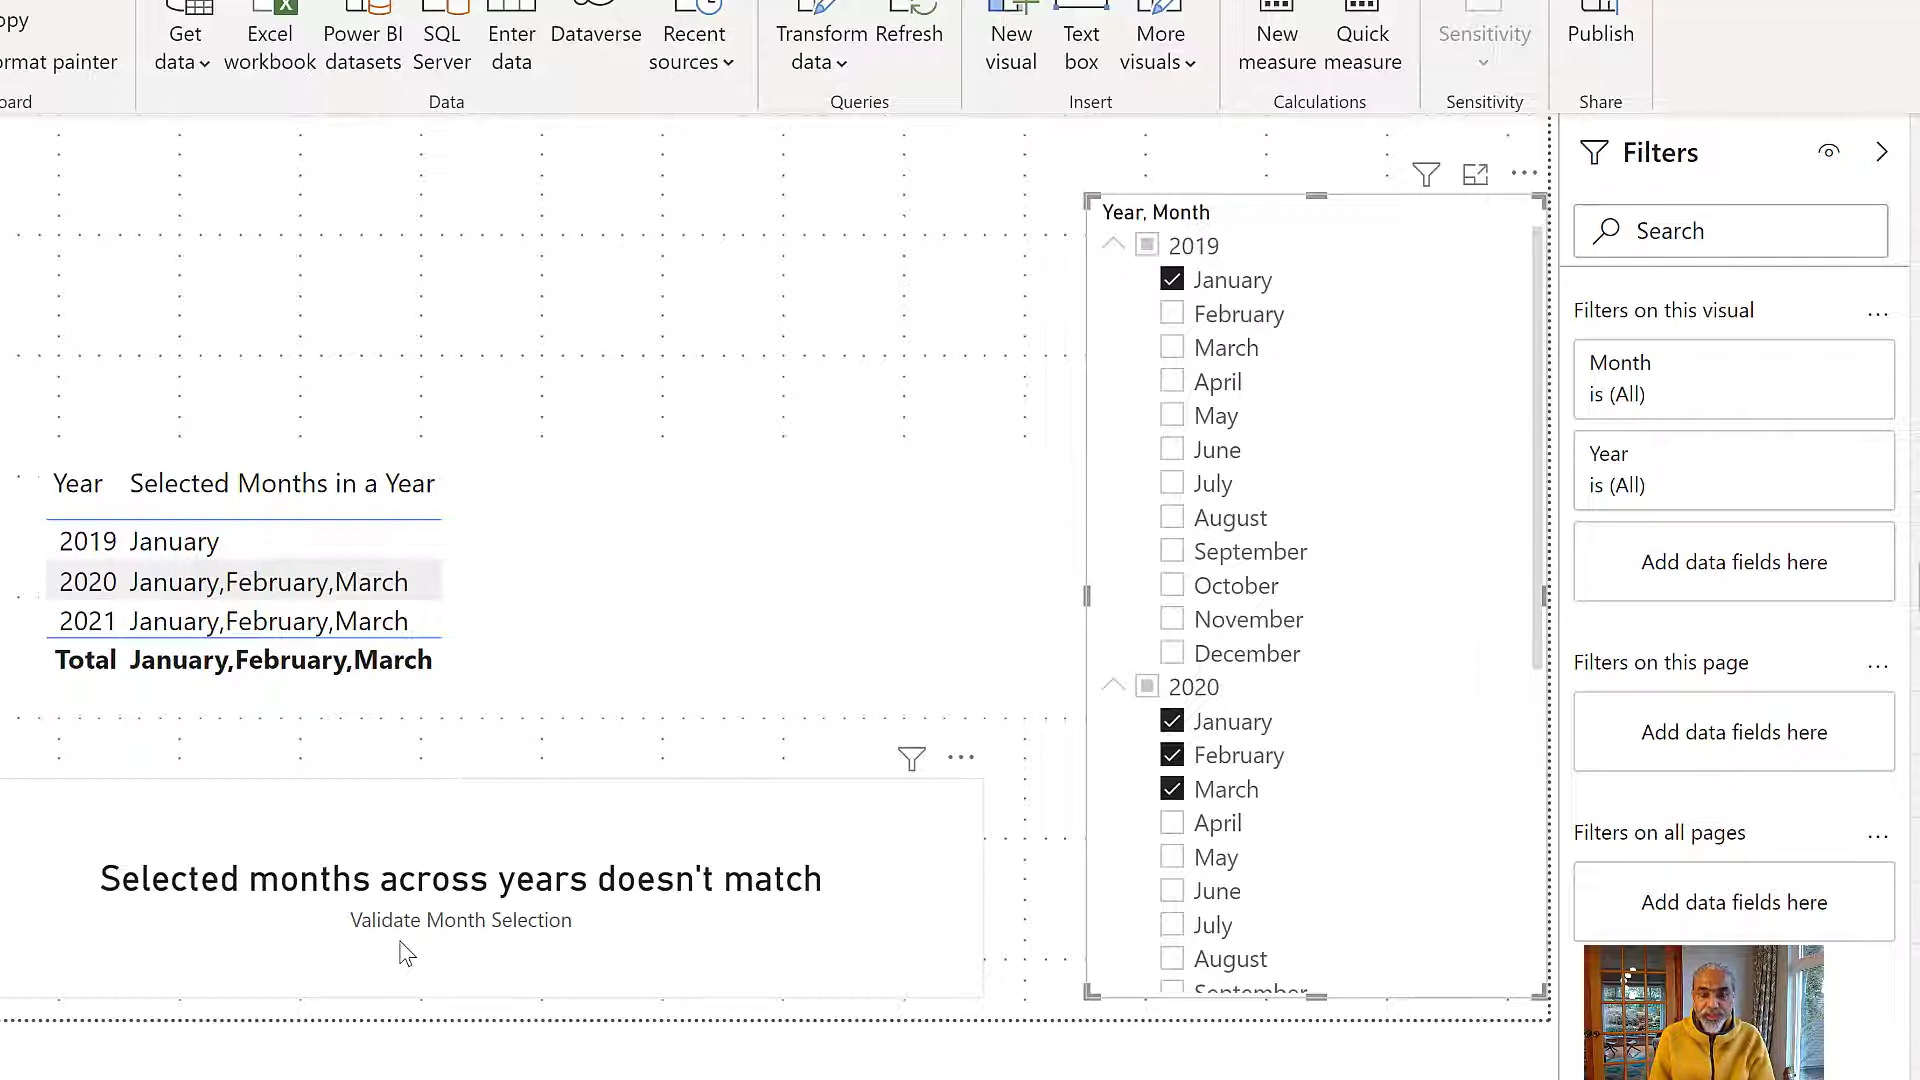 opy
ormat painter
oard
Get
data
Excel
workbook
Power BI
datasets
SQL
Server
Enter
data
Dataverse
Recent
sources
Data
Transform
data
Refresh
Queries
New
visual
Text
box
More
visuals
Insert
New
measure
Quick
measure
Calculations
Sensitivity
Sensitivity
Publish
Share
Year Selected Months in a Year
2019 January
2020 January,February,March
2021 January,February,March
Total January,February,March
Selected months across years doesn't match
Validate Month Selection
Year, Month
2019
January
February
March
April
May
June
July
August
September
October
November
December
2020
January
February
March
April
May
June
July
August
September
Filters
Search
Filters on this visual
Month
is (All)
Year
is (All)
Add data fields here
Filters on this page
Add data fields here
Filters on all pages
Add data fields here